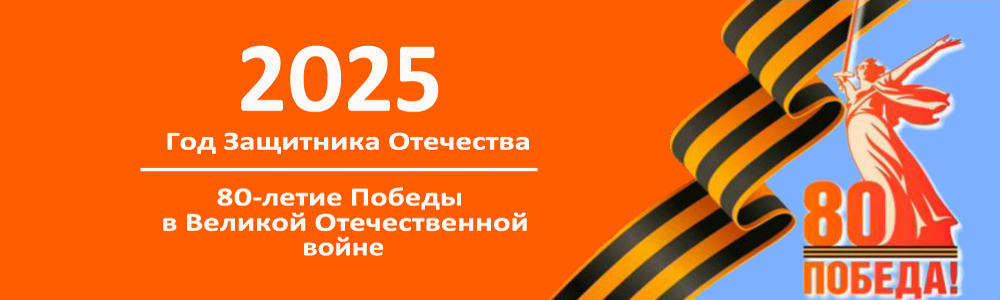 2025
Год Защитника Отечества
80-летие Победы
в Великой Отечественной
войне
80
ПОБЕДА!